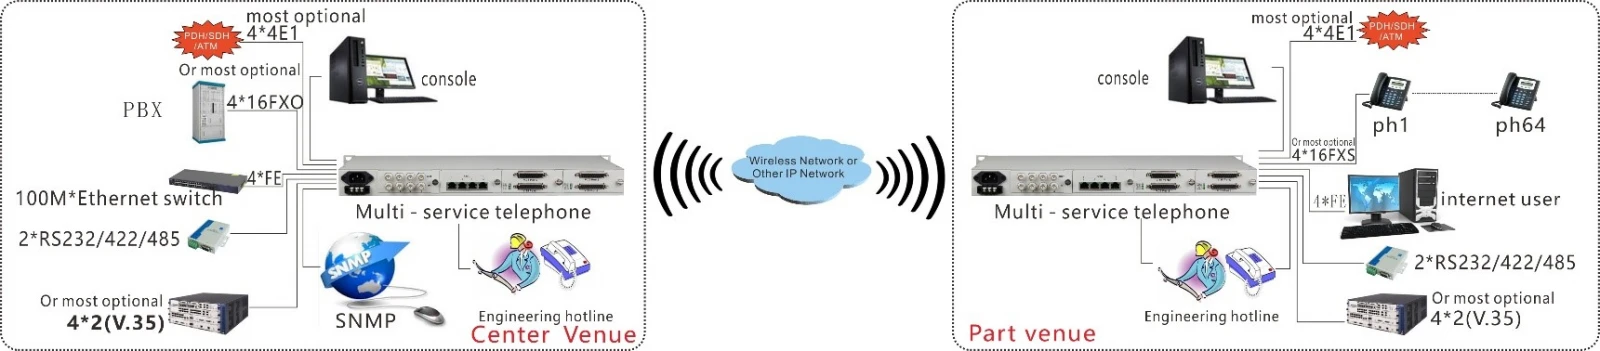 most optional
PDH/SDH
/ATM
4*4E1
Or most optional
PBX
4*16FXO
console
4*FE
100M*Ethernet switch
Multi - service telephone
2*RS232/422/485
SNMP
Or most optional
4*2(V.35)
SNMP
Engineering hotline
Center Venue
Wireless Network or
Other IP Network
most optional
4*4E1
PDH/SDH
/ATM
console
ph1
ph64
Or most optional
4*16FXS
Multi - service telephone
4*FE
internet user
2*RS232/422/485
Or most optional
4*2(V.35)
Engineering hotline
Part venue